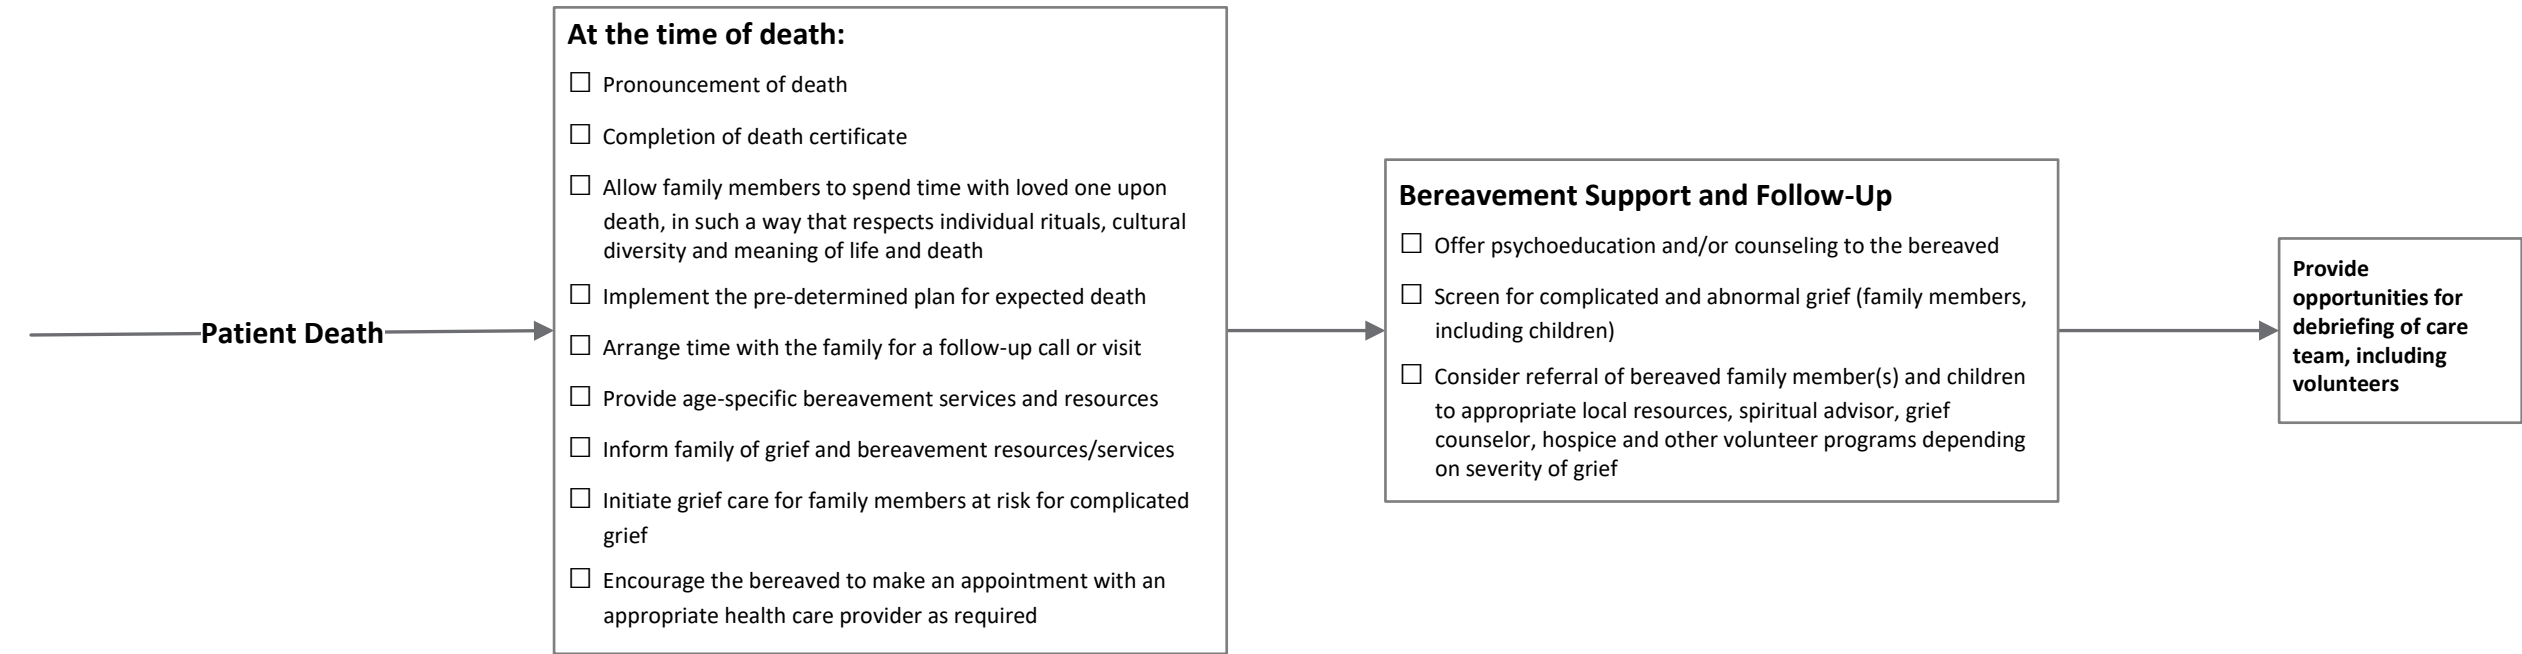 Patient Death
At the time of death:
☐ Pronouncement of death
☐ Completion of death certificate
☐ Allow family members to spend time with loved one upon
death, in such a way that respects individual rituals, cultural
diversity and meaning of life and death
☐ Implement the pre-determined plan for expected death
☐ Arrange time with the family for a follow-up call or visit
☐ Provide age-specific bereavement services and resources
☐ Inform family of grief and bereavement resources/services
☐ Initiate grief care for family members at risk for complicated
grief
☐ Encourage the bereaved to make an appointment with an
appropriate health care provider as required
Bereavement Support and Follow-Up
☐ Offer psychoeducation and/or counseling to the bereaved
☐ Screen for complicated and abnormal grief (family members,
including children)
☐ Consider referral of bereaved family member(s) and children
to appropriate local resources, spiritual advisor, grief
counselor, hospice and other volunteer programs depending
on severity of grief
Provide
opportunities for
debriefing of care
team, including
volunteers